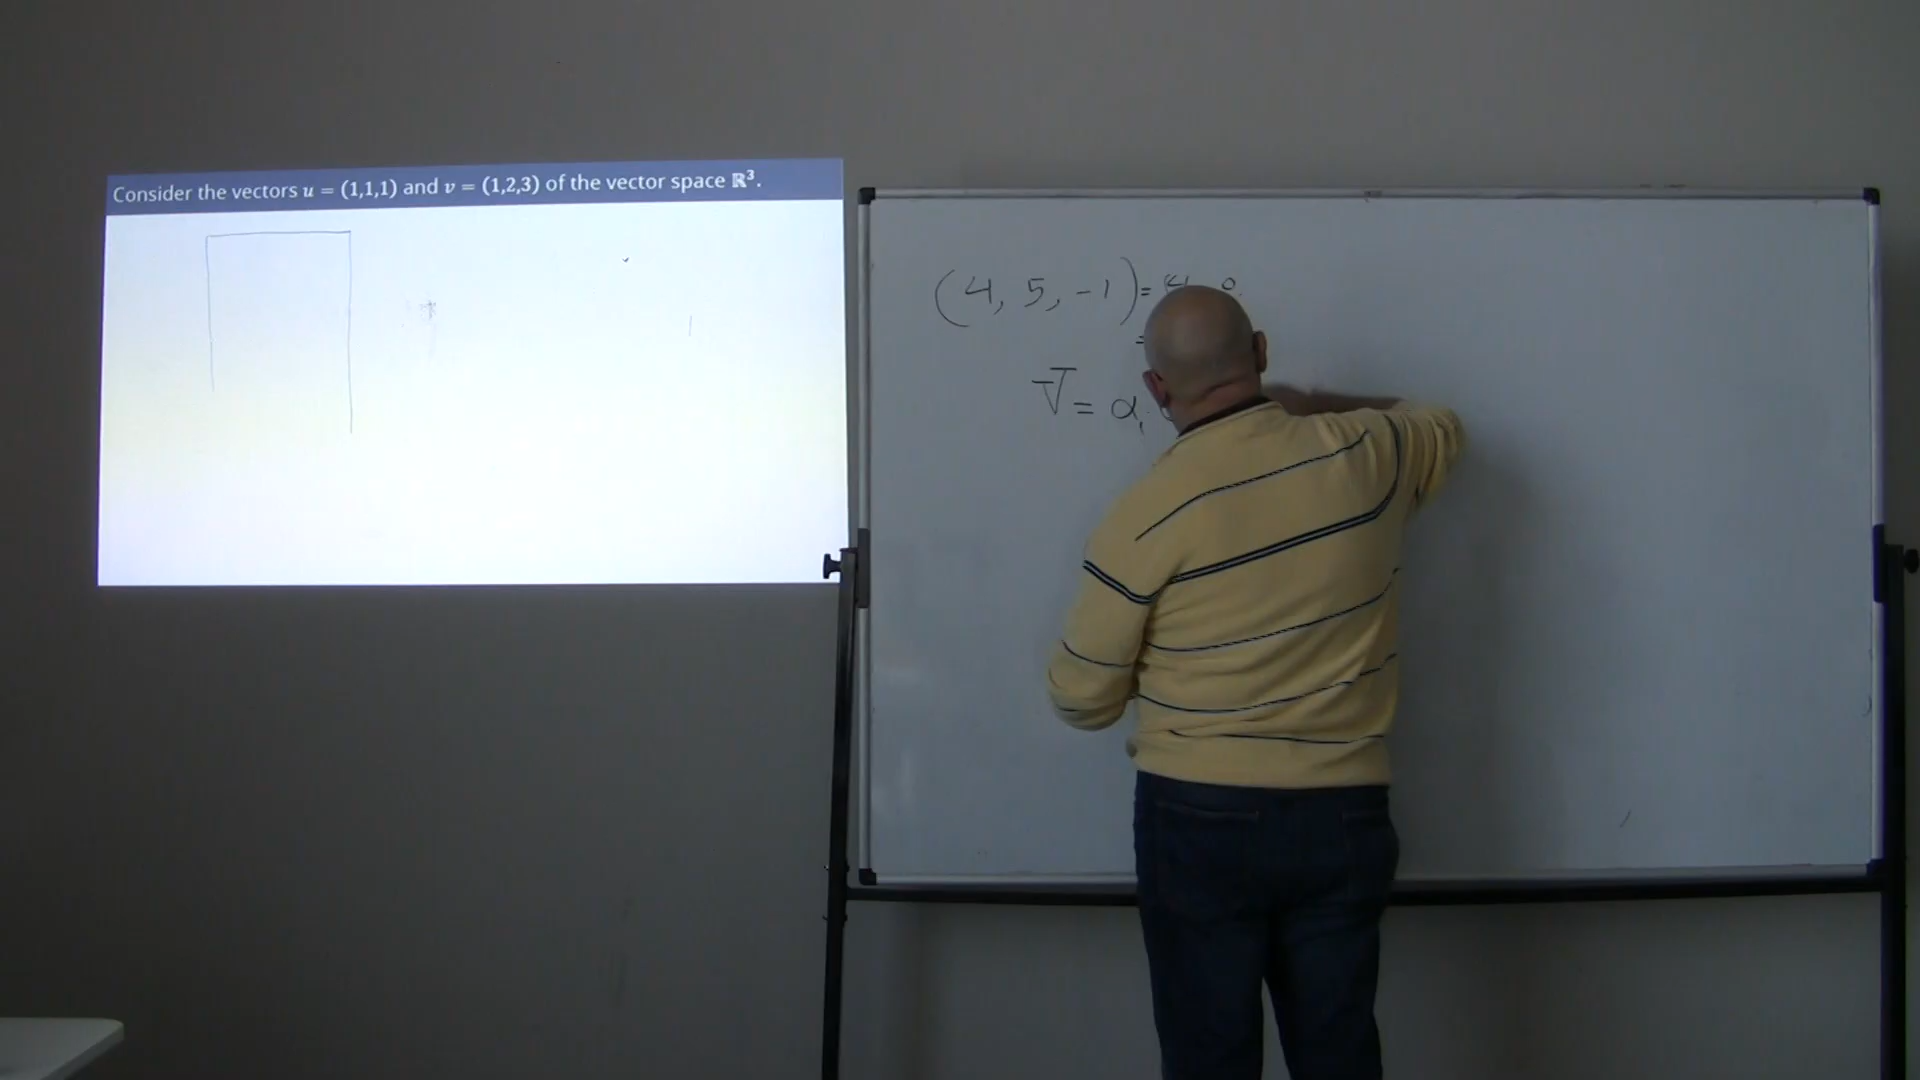 Consider the vectors u = (1,1,1) and v = (1,2,3) of the vector space ℝ³.
(4, 5, -1) =
=
V = α,